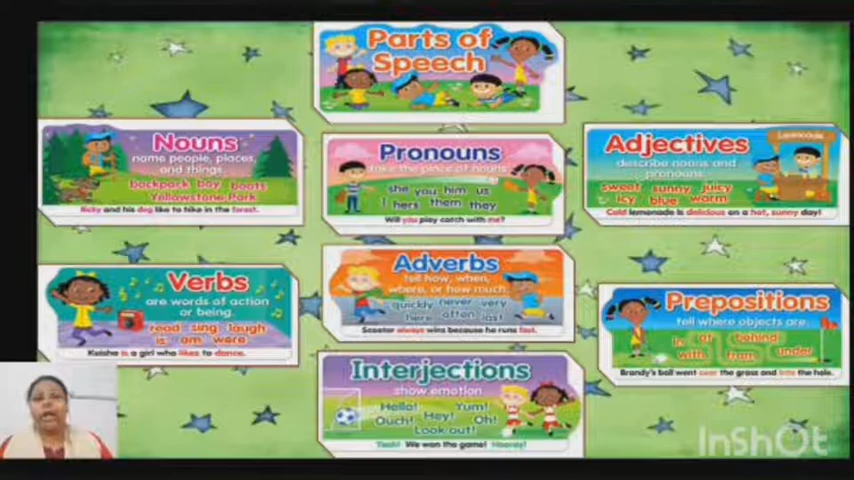 Parts of
Speech
Nouns
name people, places,
and things.
backpack boy boots
Yellowstone Park
Ricky and his dog like to hike in the forest.
Pronouns
take the place of nouns
she you him us
I hers them they
Will you play catch with me?
Adjectives
describe nouns and
pronouns.
sweet sunny juicy
icy blue warm
Cold lemonade is delicious on a hot, sunny day!
Lemonade
Verbs
are words of action
or being.
read sing laugh
is am were
Keisha is a girl who likes to dance.
Adverbs
tell how, when,
where, or how much.
quickly never very
here often last
Scooter always wins because he runs fast.
Prepositions
tell where objects are.
in at behind
with from under
Brandy's ball went over the grass and into the hole.
Interjections
show emotion
Hello! Yum!
Ouch! Hey! Oh!
Look out!
Yeah! We won the game! Hooray!
InShOt